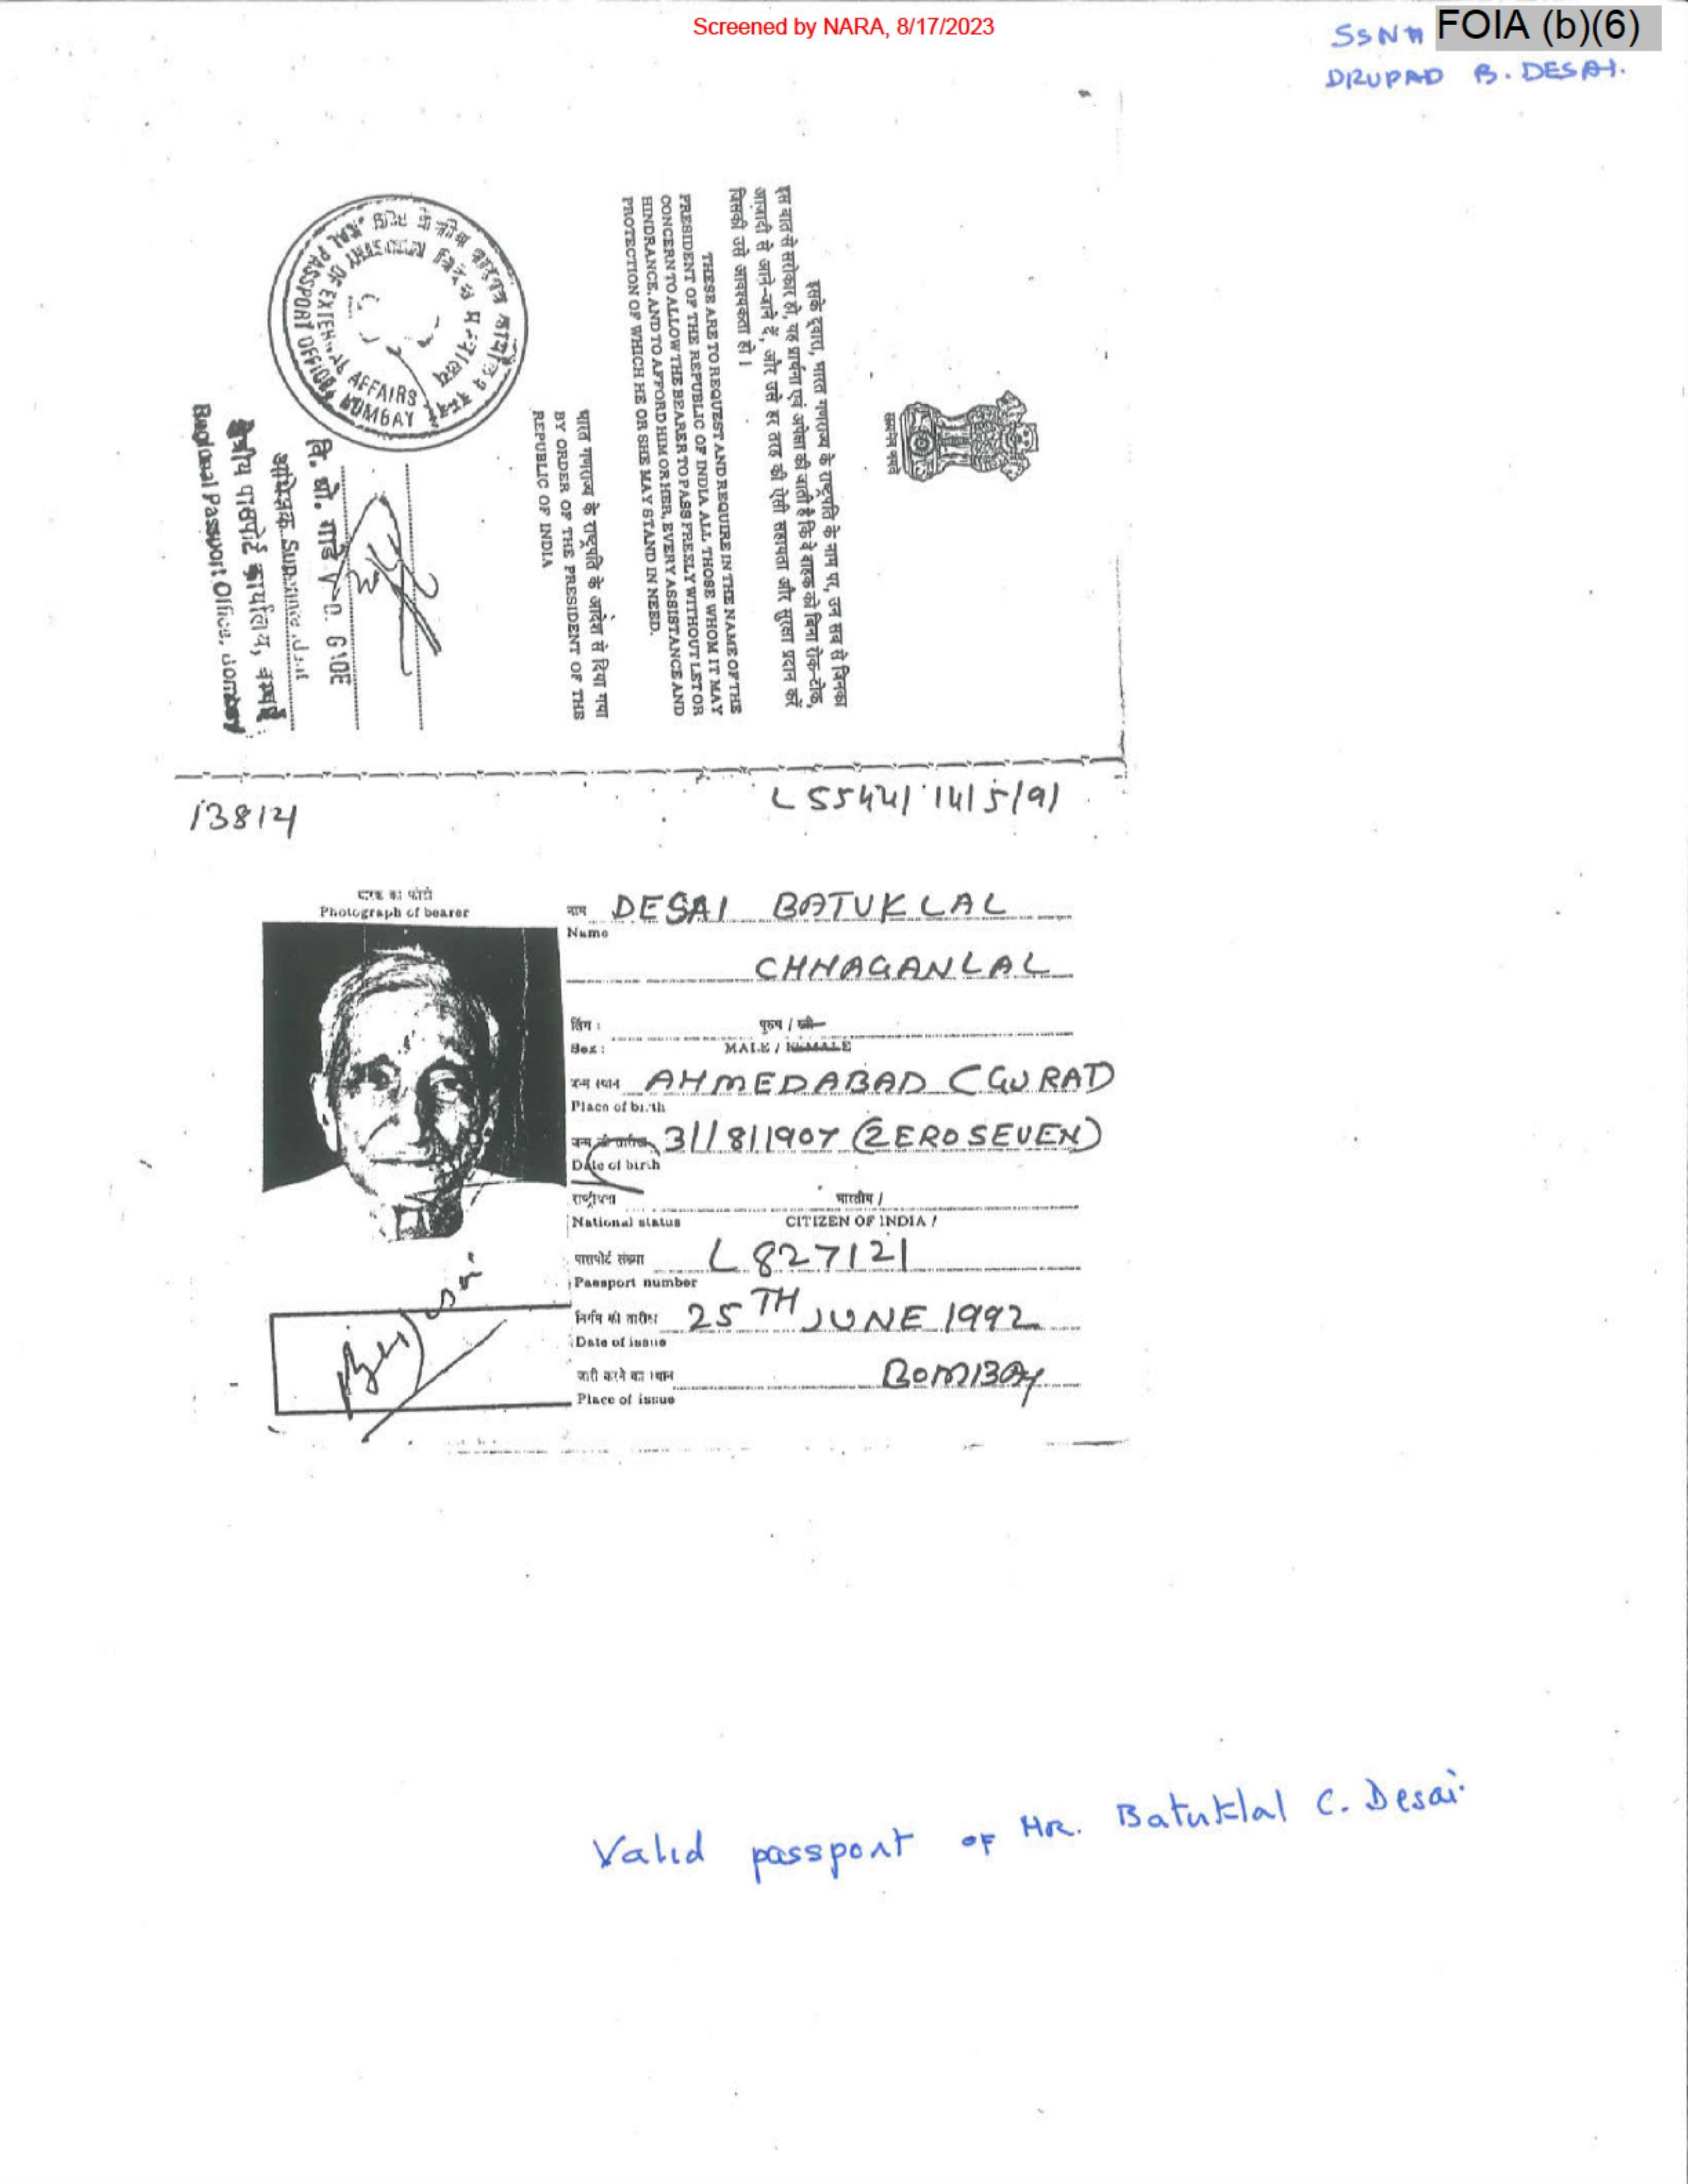 Screened by NARA, 8/17/2023
SSN# FOIA (b)(6)
DRUPAD B. DESAI.
सत्यमेव जयते
इसके द्वारा, भारत गणराज्य के राष्ट्रपति के नाम पर, उन सब से जिनका
इस बात से सरोकार हो, यह प्रार्थना एवं अपेक्षा की जाती है कि वे वाहक को बिना रोक-टोक,
आज़ादी से आने-जाने दें, और उसे हर तरह की ऐसी सहायता और सुरक्षा प्रदान करें
जिसकी उसे आवश्यकता हो।
THESE ARE TO REQUEST AND REQUIRE IN THE NAME OF THE
PRESIDENT OF THE REPUBLIC OF INDIA ALL THOSE WHOM IT MAY
CONCERN TO ALLOW THE BEARER TO PASS FREELY WITHOUT LET OR
HINDRANCE, AND TO AFFORD HIM OR HER, EVERY ASSISTANCE AND
PROTECTION OF WHICH HE OR SHE MAY STAND IN NEED.
भारत गणराज्य के राष्ट्रपति के आदेश से दिया गया
BY ORDER OF THE PRESIDENT OF THE
REPUBLIC OF INDIA
PASSPORT OFFICE
MINISTRY OF EXTERNAL AFFAIRS
BOMBAY
अधीक्षक
क्षेत्रीय पासपोर्ट कार्यालय, बम्बई
Regional Passport Office, Bombay
L 55441 14/5/91
धारक का फोटो
Photograph of bearer
नाम DESAI BATUKLAL
Name
CHHAGANLAL
लिंग : पुरुष / स्त्री
Sex : MALE / FEMALE
जन्म स्थान AHMEDABAD (GUJRAT)
Place of birth
जन्म की तारीख 31/8/1907 (ZERO SEVEN)
Date of birth
राष्ट्रीयता भारतीय /
National status CITIZEN OF INDIA /
पासपोर्ट संख्या L 827121
Passport number
निर्गम की तारीख 25TH JUNE 1992
Date of issue
जारी करने का स्थान BOMBAY
Place of issue
Valid passport OF MR. Batuklal C. Desai.